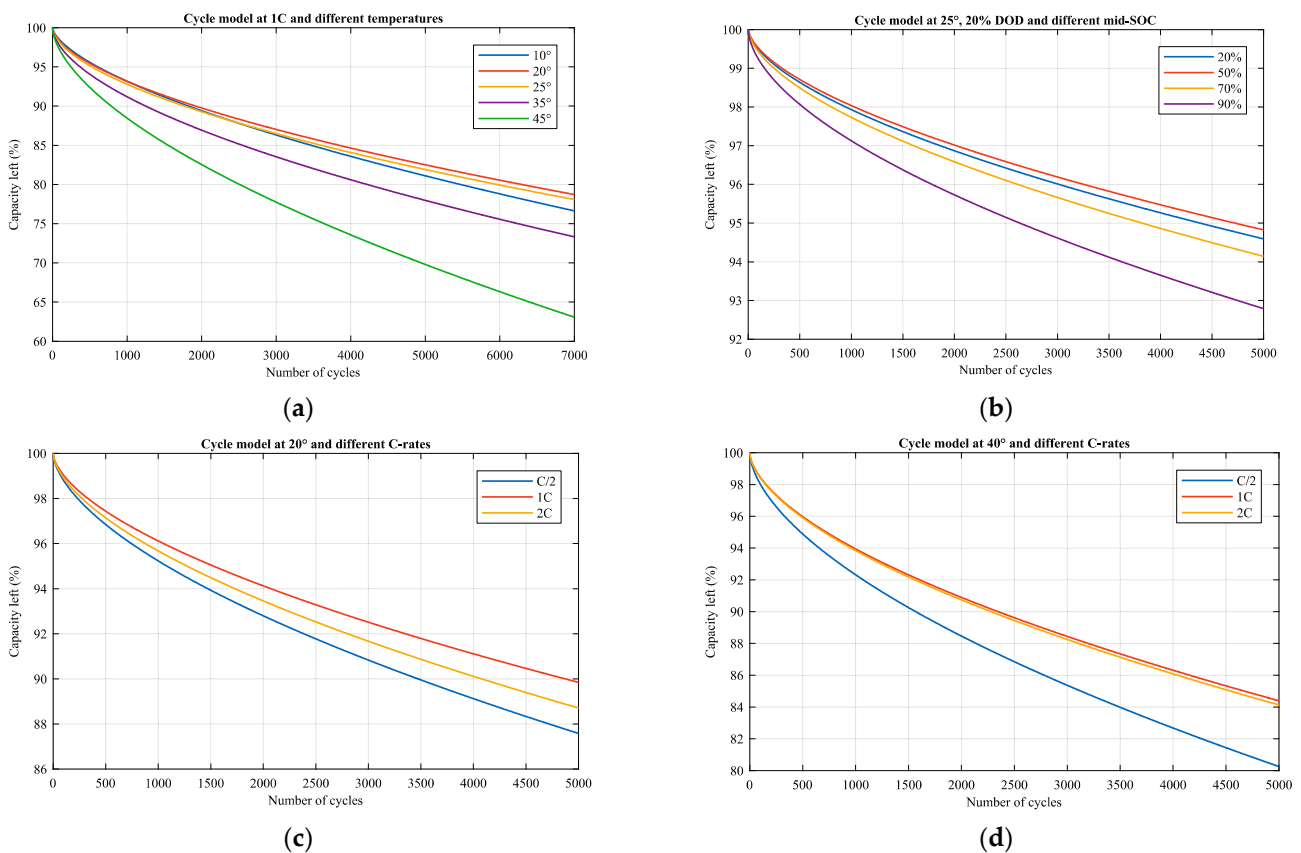 Cycle model at 1C and different temperatures
100
95
90
85
80
75
70
65
60
Capacity left (%)
10°
20°
25°
35°
45°
0 1000 2000 3000 4000 5000 6000 7000
Number of cycles
(a)
Cycle model at 25°, 20% DOD and different mid-SOC
100
99
98
97
96
95
94
93
92
Capacity left (%)
20%
50%
70%
90%
0 500 1000 1500 2000 2500 3000 3500 4000 4500 5000
Number of cycles
(b)
Cycle model at 20° and different C-rates
100
98
96
94
92
90
88
86
Capacity left (%)
C/2
1C
2C
0 500 1000 1500 2000 2500 3000 3500 4000 4500 5000
Number of cycles
(c)
Cycle model at 40° and different C-rates
100
98
96
94
92
90
88
86
84
82
80
Capacity left (%)
C/2
1C
2C
0 500 1000 1500 2000 2500 3000 3500 4000 4500 5000
Number of cycles
(d)